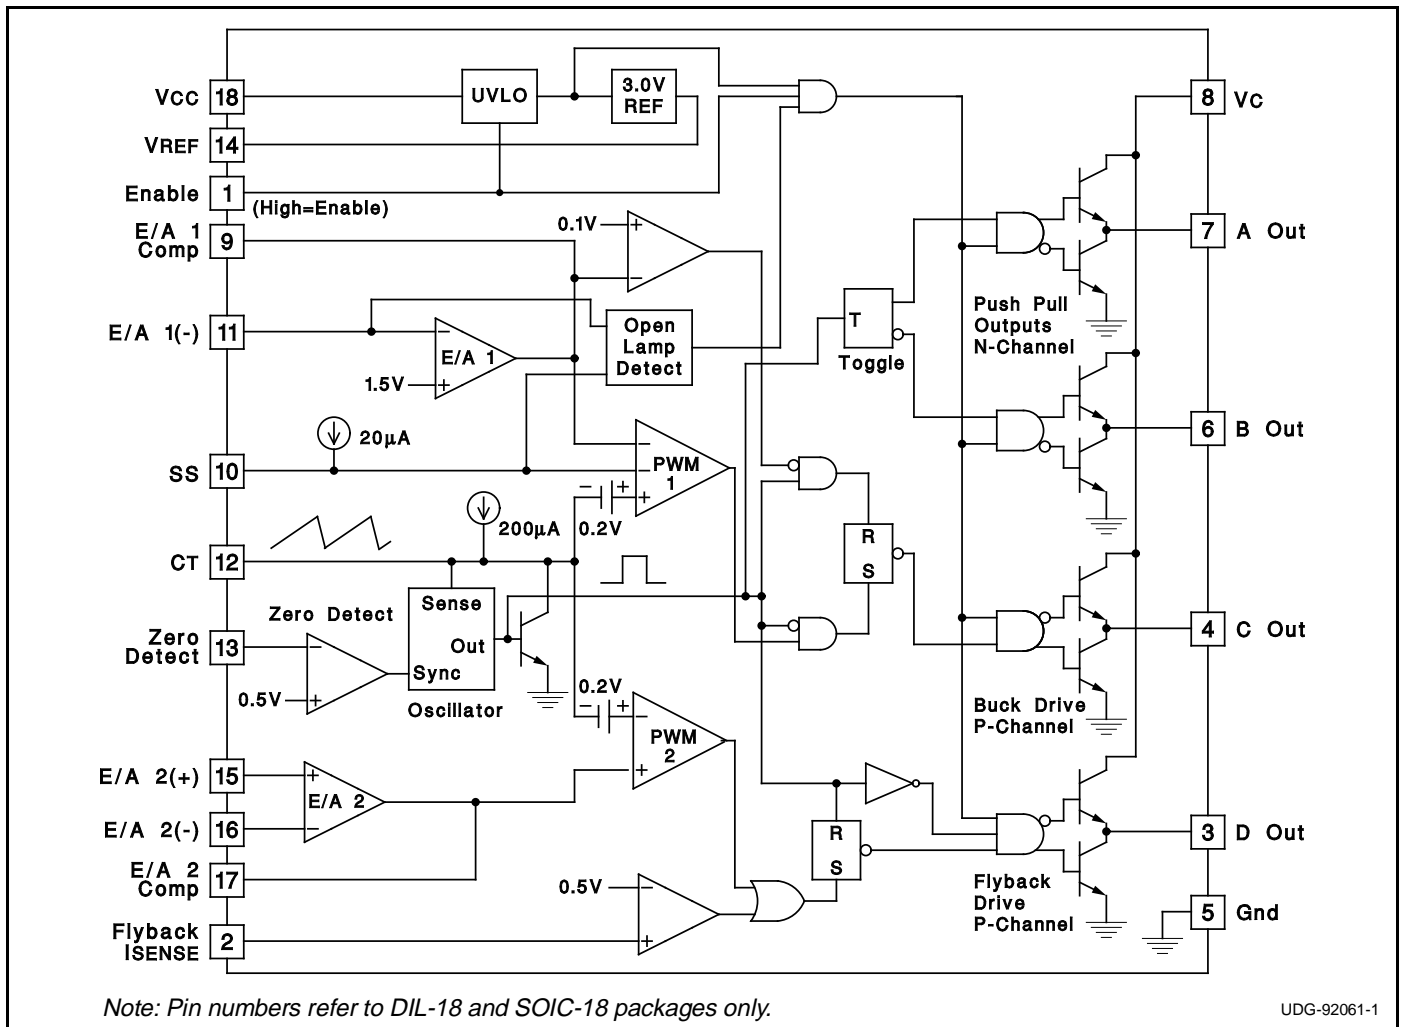 VCC 18
UVLO
3.0V
REF
8 VC
VREF 14
Enable 1
(High=Enable)
E/A 1
Comp 9
0.1V
+
−
7 A Out
Push Pull
Outputs
N-Channel
T
Toggle
E/A 1(-) 11
−
E/A 1
1.5V
+
Open
Lamp
Detect
6 B Out
20µA
SS 10
−
−
+
PWM
1
− +
0.2V
200µA
R
S
CT 12
Zero Detect
Sense
Out
Sync
Oscillator
Zero
Detect 13
−
0.5V
+
4 C Out
Buck Drive
P-Channel
0.2V
− +
−
PWM
2
+
E/A 2(+) 15
+
E/A 2
−
E/A 2(-) 16
E/A 2
Comp 17
R
S
3 D Out
Flyback
Drive
P-Channel
0.5V
−
+
Flyback
ISENSE 2
5 Gnd
Note: Pin numbers refer to DIL-18 and SOIC-18 packages only.
UDG-92061-1